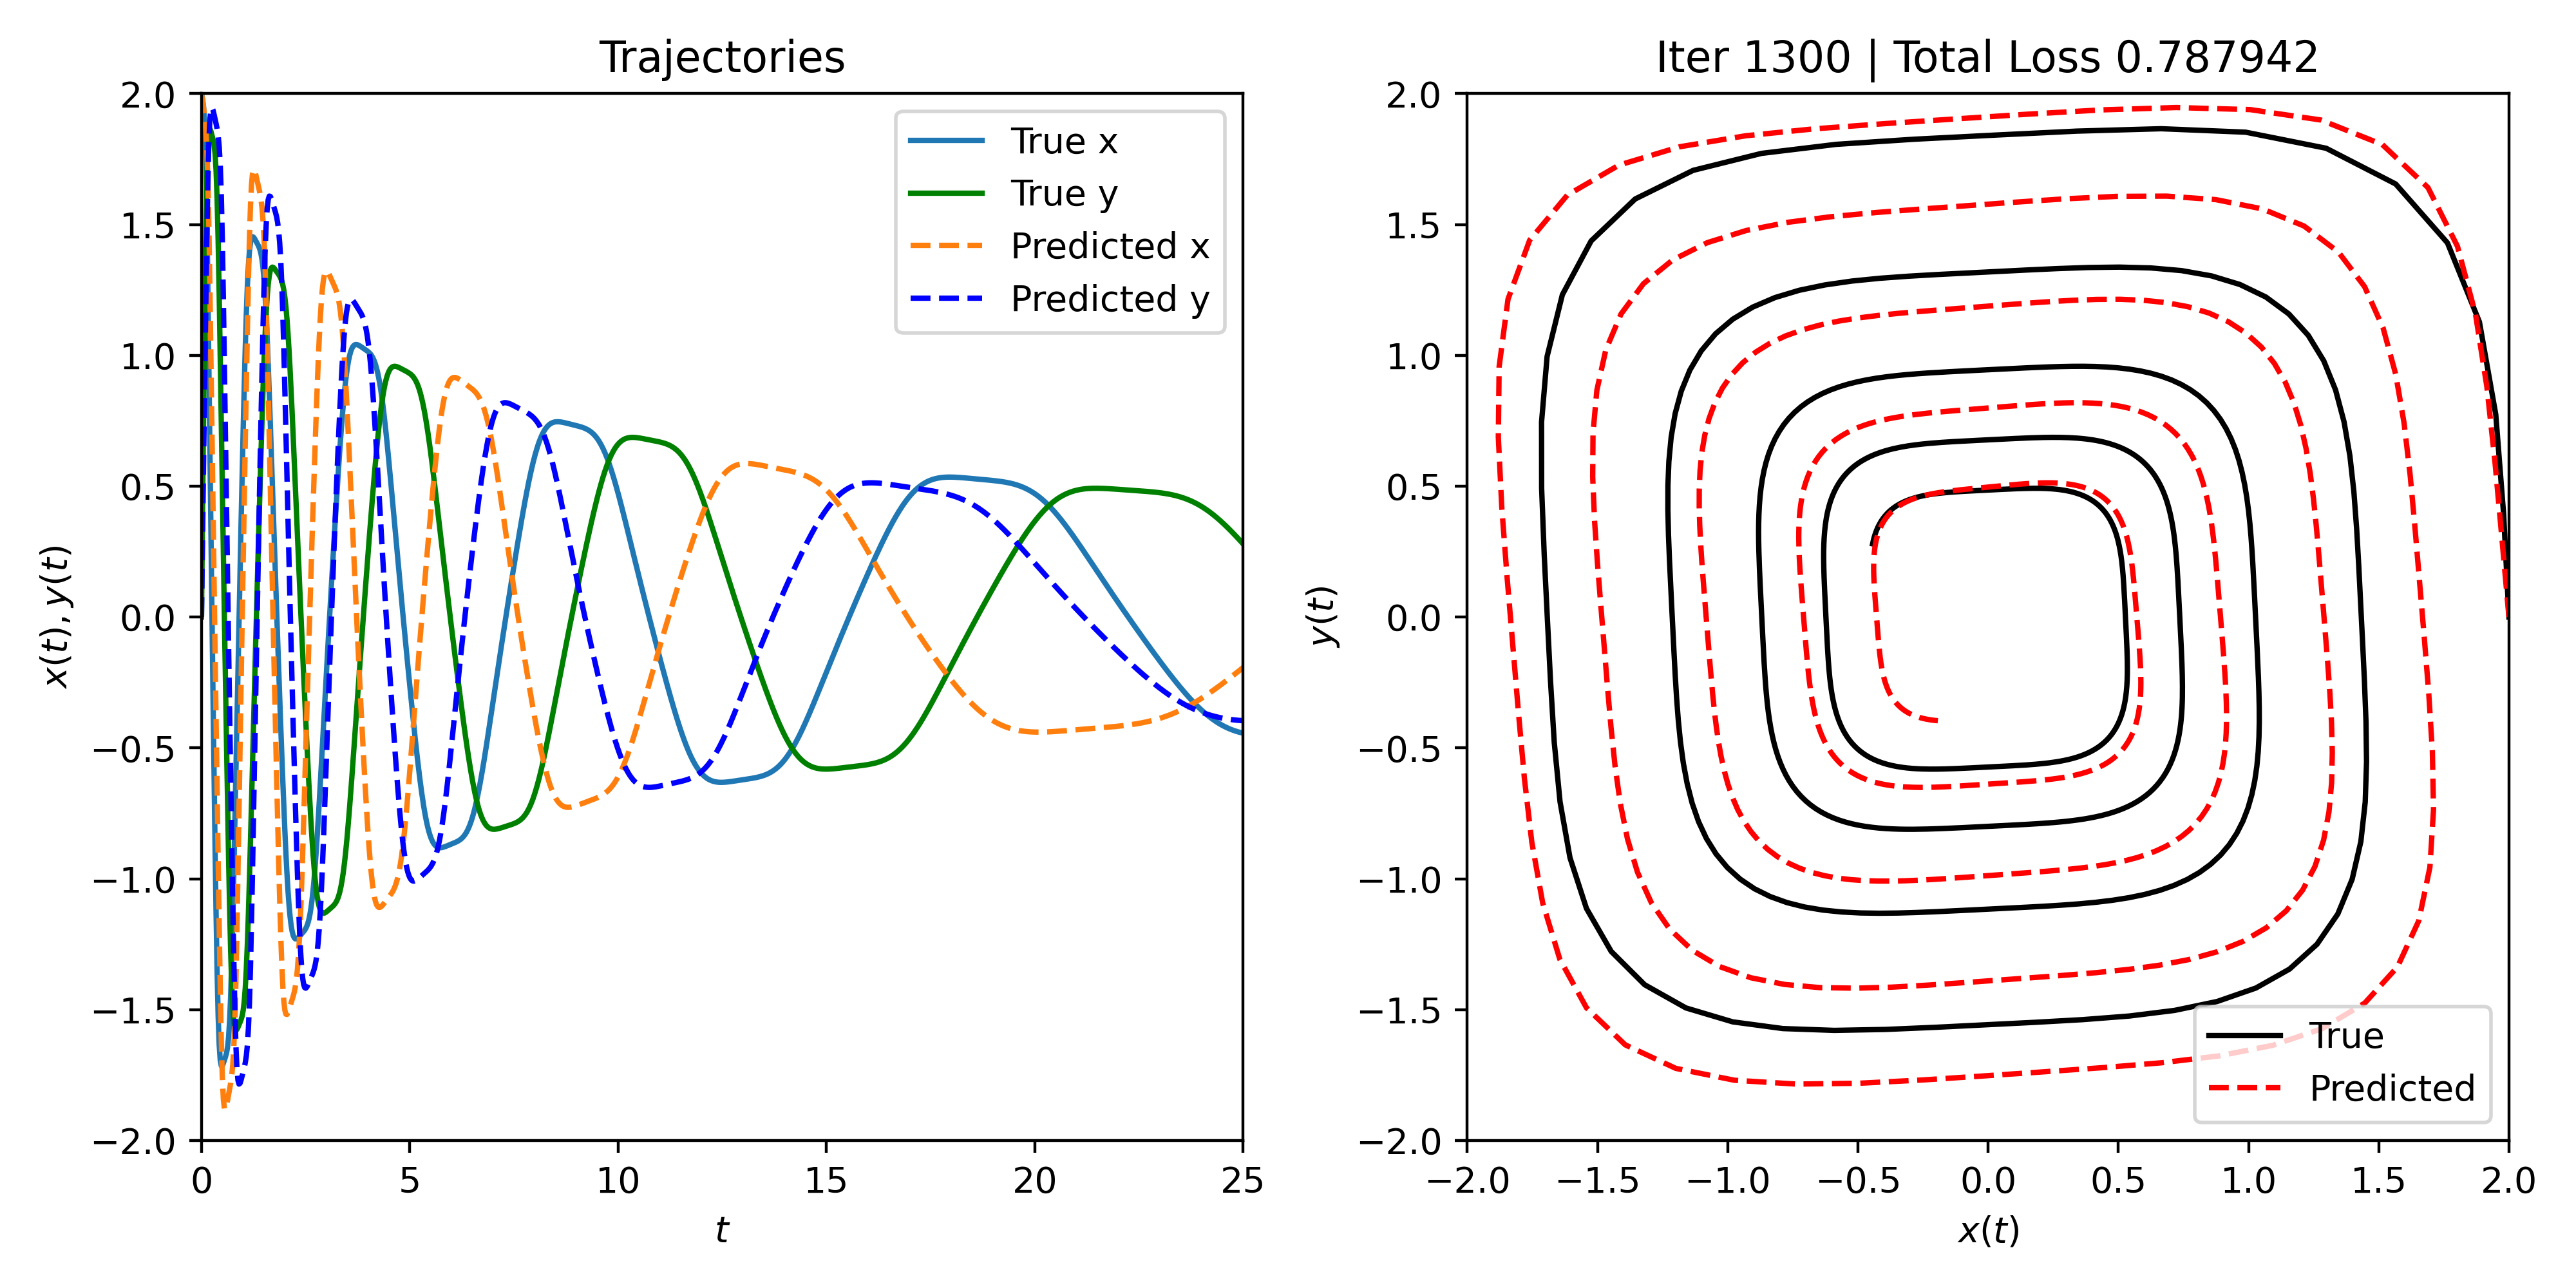 Trajectories
2.0
1.5
1.0
0.5
0.0
−0.5
−1.0
−1.5
−2.0
0 5 10 15 20 25
x(t), y(t)
t
True x
True y
Predicted x
Predicted y
Iter 1300 | Total Loss 0.787942
2.0
1.5
1.0
0.5
0.0
−0.5
−1.0
−1.5
−2.0
−2.0 −1.5 −1.0 −0.5 0.0 0.5 1.0 1.5 2.0
y(t)
x(t)
True
Predicted